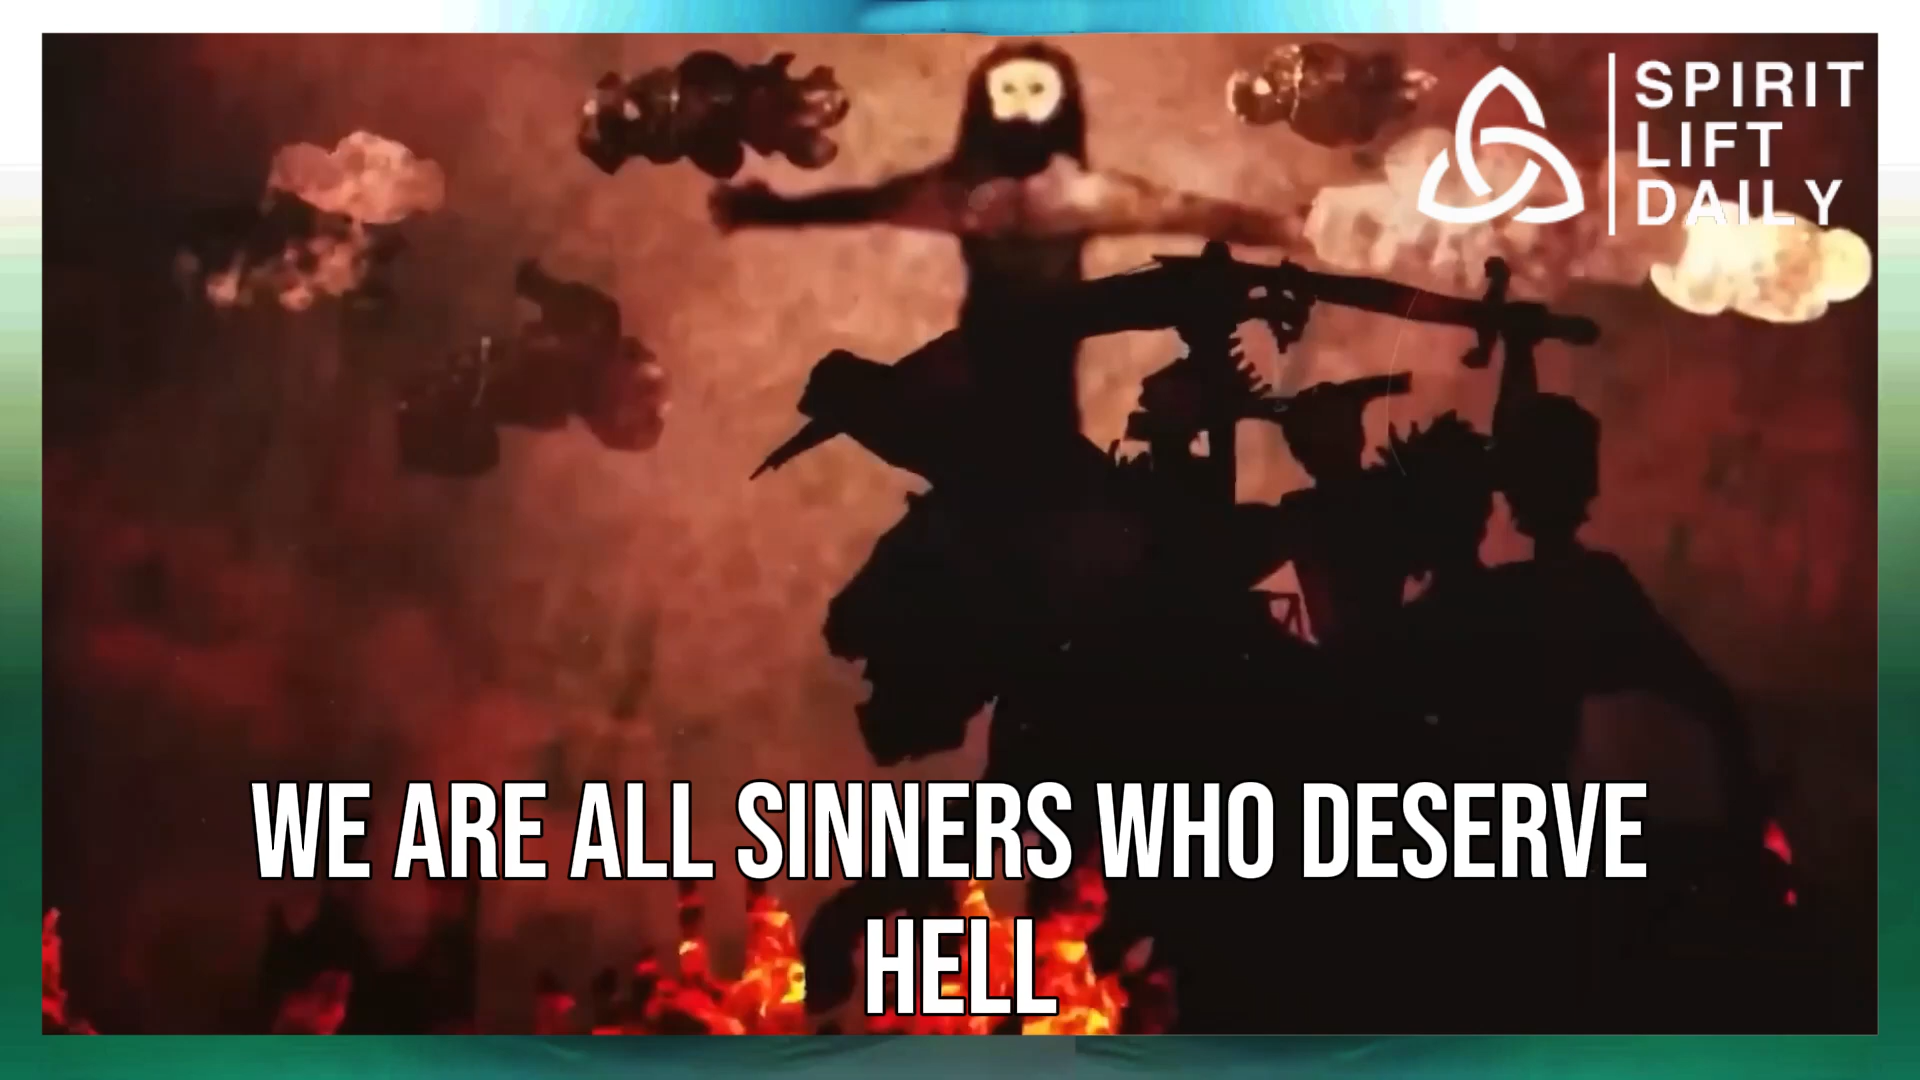 SPIRIT
LIFT
DAILY
WE ARE ALL SINNERS WHO DESERVE
HELL